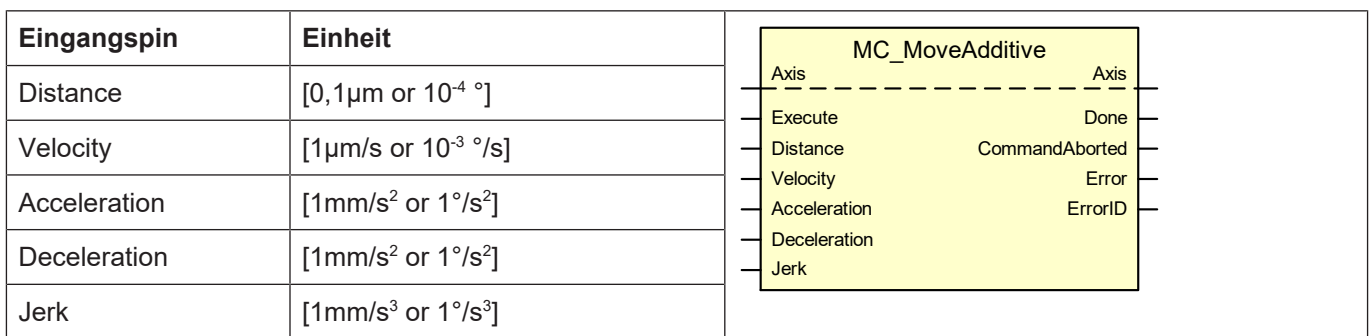 Eingangspin Einheit
Distance [0,1µm or 10⁻⁴ °]
Velocity [1µm/s or 10⁻³ °/s]
Acceleration [1mm/s² or 1°/s²]
Deceleration [1mm/s² or 1°/s²]
Jerk [1mm/s³ or 1°/s³]
MC_MoveAdditive
Axis Axis
Execute Done
Distance CommandAborted
Velocity Error
Acceleration ErrorID
Deceleration
Jerk